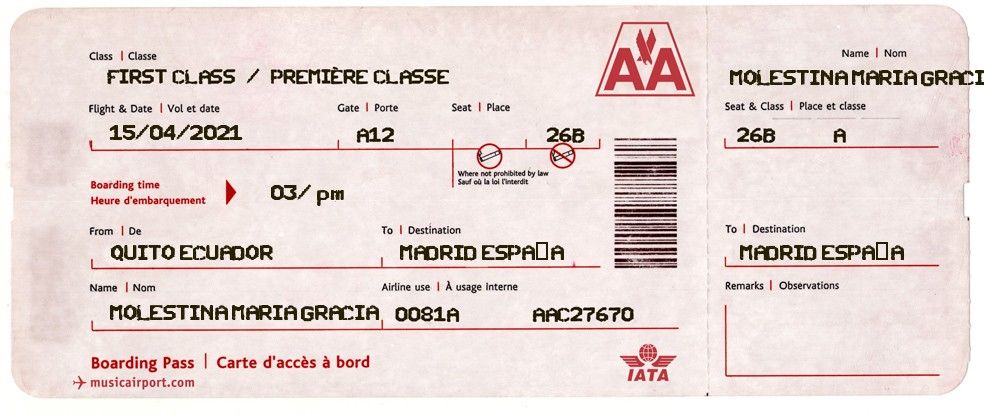 Class | Classe
FIRST CLASS / PREMIÈRE CLASSE
Flight & Date | Vol et date
15/04/2021
Gate | Porte
A12
Seat | Place
26B
Where not prohibited by law
Sauf où la loi l'interdit
Boarding time
Heure d'embarquement
03/ pm
From | De
QUITO ECUADOR
To | Destination
MADRID ESPA□A
Name | Nom
MOLESTINA MARIA GRACIA
Airline use | À usage interne
0081A AAC27670
Boarding Pass | Carte d'accès à bord
musicairport.com
AA
IATA
Name | Nom
MOLESTINA MARIA GRACI
Seat & Class | Place et classe
26B A
To | Destination
MADRID ESPA□A
Remarks | Observations